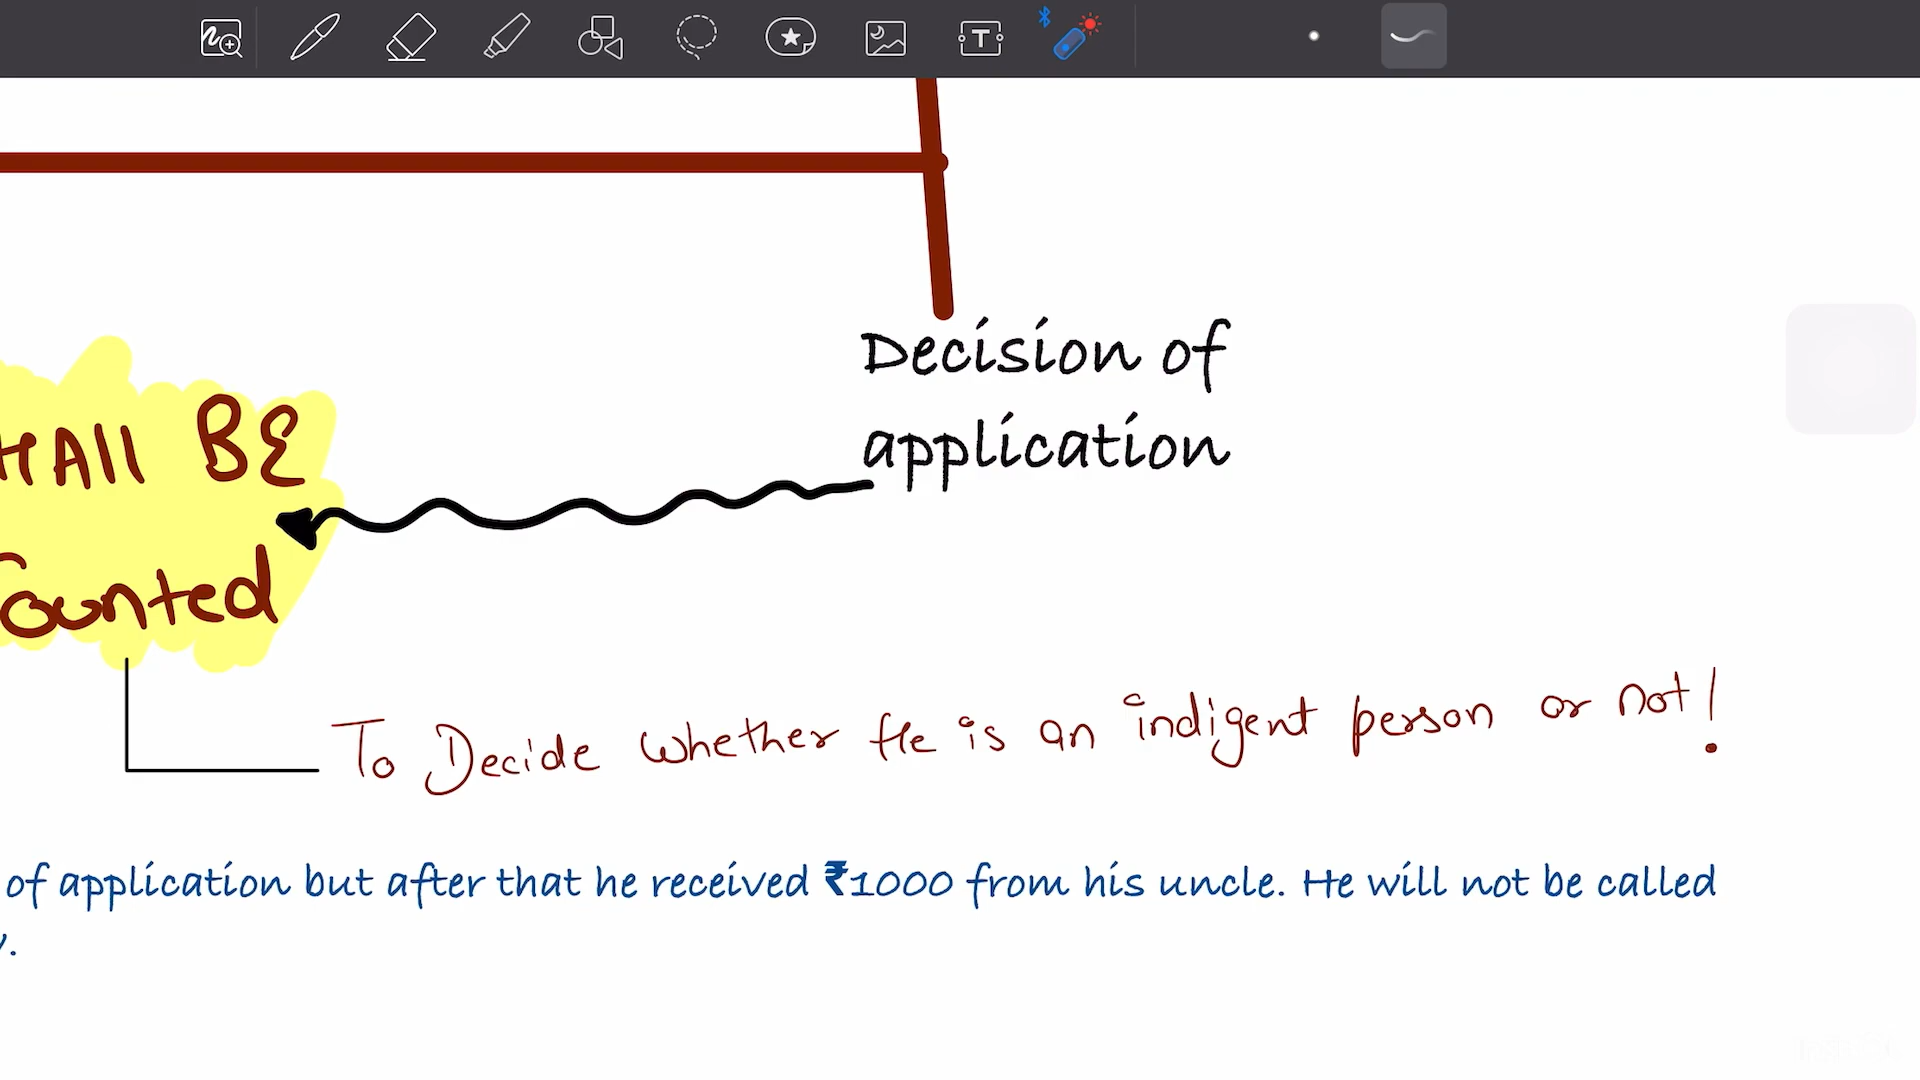 Decision of
application
HAll BE
Counted
To Decide whether He is an indigent person or not!
of application but after that he received ₹1000 from his uncle. He will not be called
y.